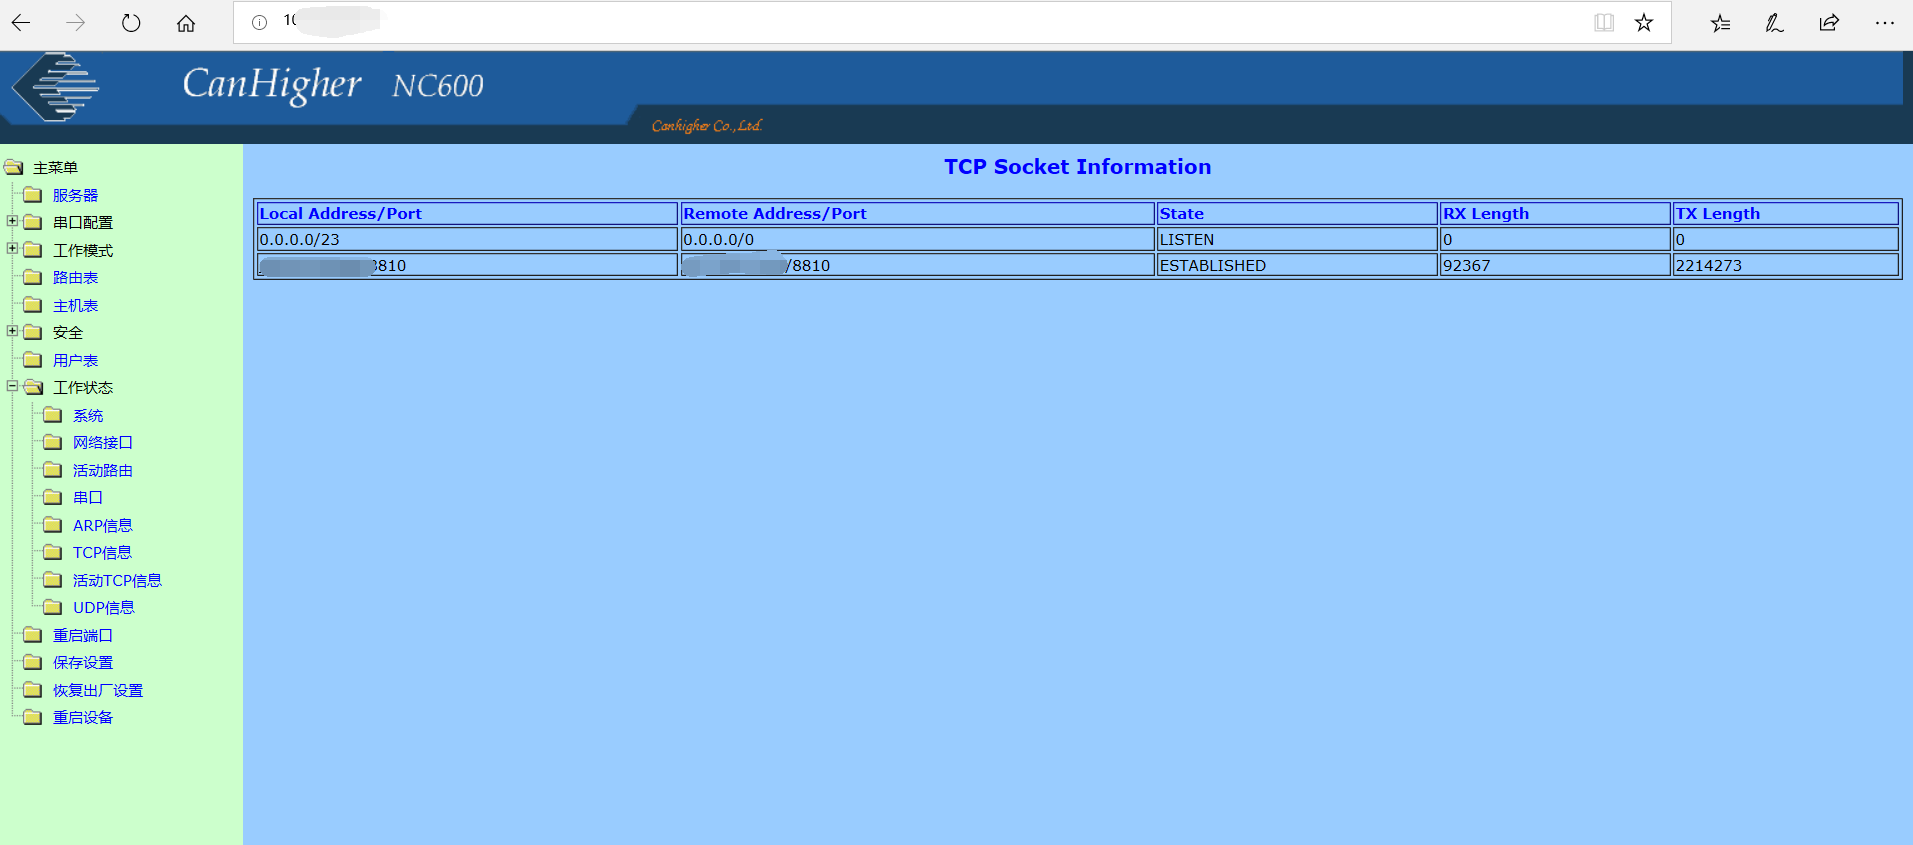 10
CanHigher NC600
Canhigher Co.,Ltd.
主菜单
服务器
串口配置
工作模式
路由表
主机表
安全
用户表
工作状态
系统
网络接口
活动路由
串口
ARP信息
TCP信息
活动TCP信息
UDP信息
重启端口
保存设置
恢复出厂设置
重启设备
TCP Socket Information
Local Address/Port Remote Address/Port State RX Length TX Length
0.0.0.0/23 0.0.0.0/0 LISTEN 0 0
8810 /8810 ESTABLISHED 92367 2214273